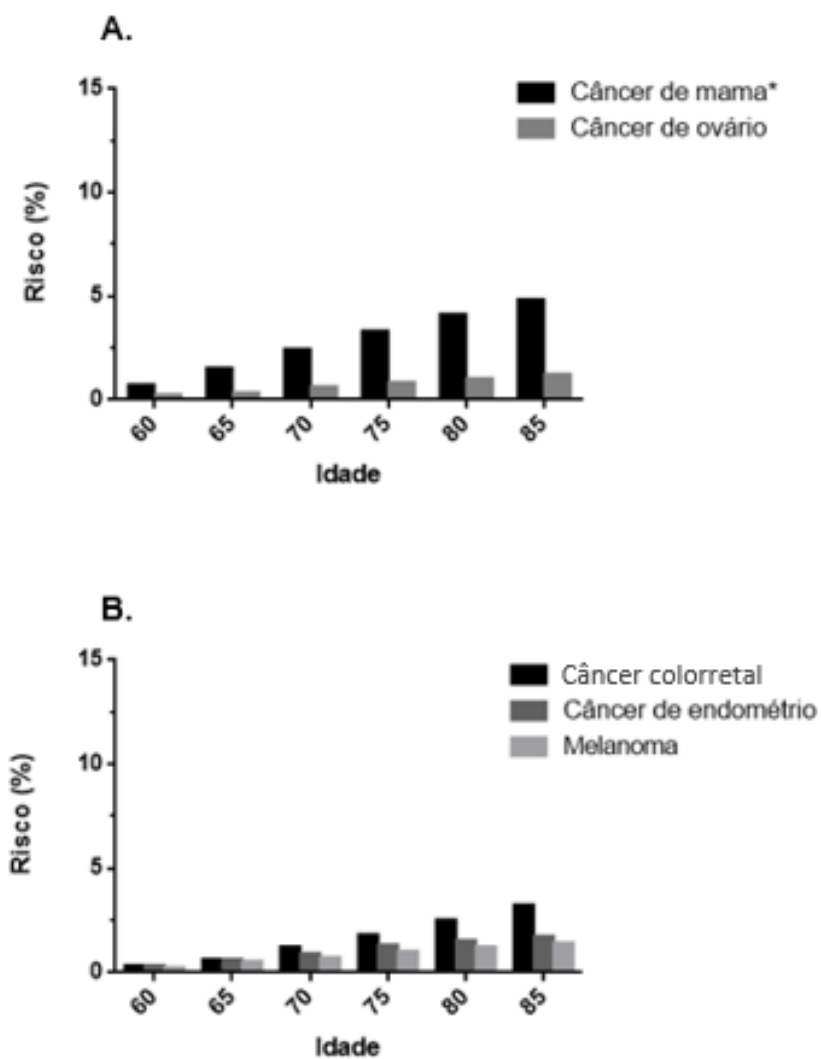 A.
15
10
5
0
Risco (%)
Câncer de mama*
Câncer de ovário
60 65 70 75 80 85
Idade
B.
15
10
5
0
Risco (%)
Câncer colorretal
Câncer de endométrio
Melanoma
60 65 70 75 80 85
Idade